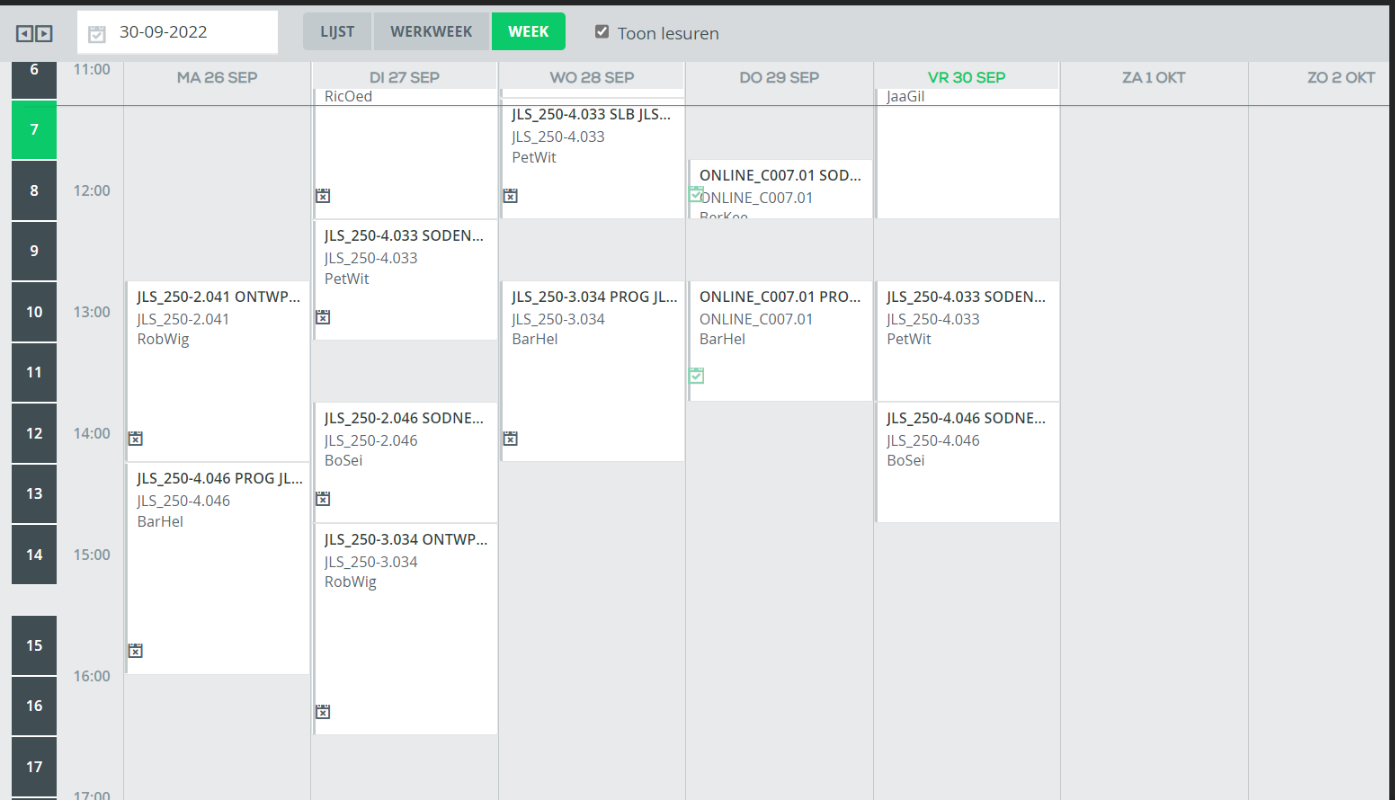 30-09-2022
LIJST
WERKWEEK
WEEK
Toon lesuren
MA 26 SEP
DI 27 SEP
WO 28 SEP
DO 29 SEP
VR 30 SEP
ZA 1 OKT
ZO 2 OKT
6
7
8
9
10
11
12
13
14
15
16
17
11:00
12:00
13:00
14:00
15:00
16:00
17:00
JLS_250-2.041 ONTWP...
JLS_250-2.041
RobWig
JLS_250-4.046 PROG JL...
JLS_250-4.046
BarHel
RicOed
JLS_250-4.033 SODEN...
JLS_250-4.033
PetWit
JLS_250-2.046 SODNE...
JLS_250-2.046
BoSei
JLS_250-3.034 ONTWP...
JLS_250-3.034
RobWig
JLS_250-4.033 SLB JLS...
JLS_250-4.033
PetWit
JLS_250-3.034 PROG JL...
JLS_250-3.034
BarHel
ONLINE_C007.01 SOD...
ONLINE_C007.01
BerKee
ONLINE_C007.01 PRO...
ONLINE_C007.01
BarHel
JaaGil
JLS_250-4.033 SODEN...
JLS_250-4.033
PetWit
JLS_250-4.046 SODNE...
JLS_250-4.046
BoSei